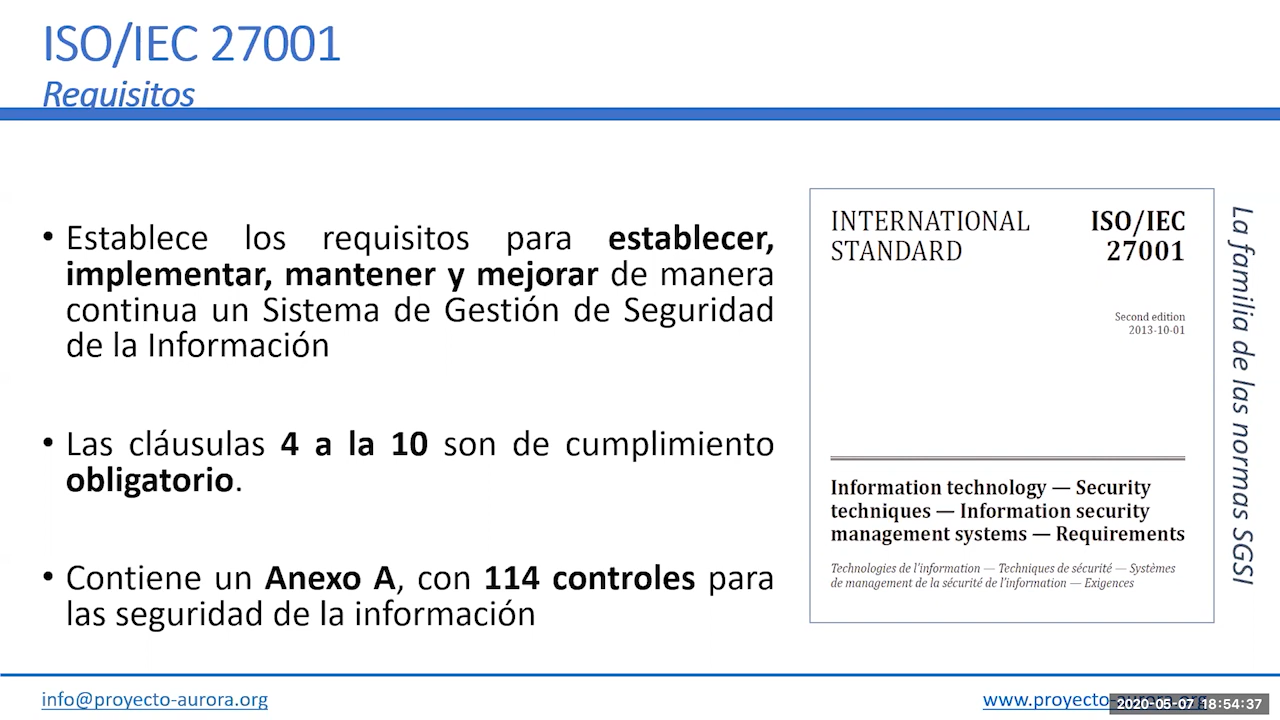 ISO/IEC 27001
Requisitos
• Establece los requisitos para establecer,
implementar, mantener y mejorar de manera
continua un Sistema de Gestión de Seguridad
de la Información
• Las cláusulas 4 a la 10 son de cumplimiento
obligatorio.
• Contiene un Anexo A, con 114 controles para
las seguridad de la información
INTERNATIONAL
STANDARD
ISO/IEC
27001
Second edition
2013-10-01
Information technology — Security
techniques — Information security
management systems — Requirements
Technologies de l'information — Techniques de sécurité — Systèmes
de management de la sécurité de l'information — Exigences
La familia de las normas SGSI
info@proyecto-aurora.org
www.proyecto-aurora.org
2020-05-07 18:54:37